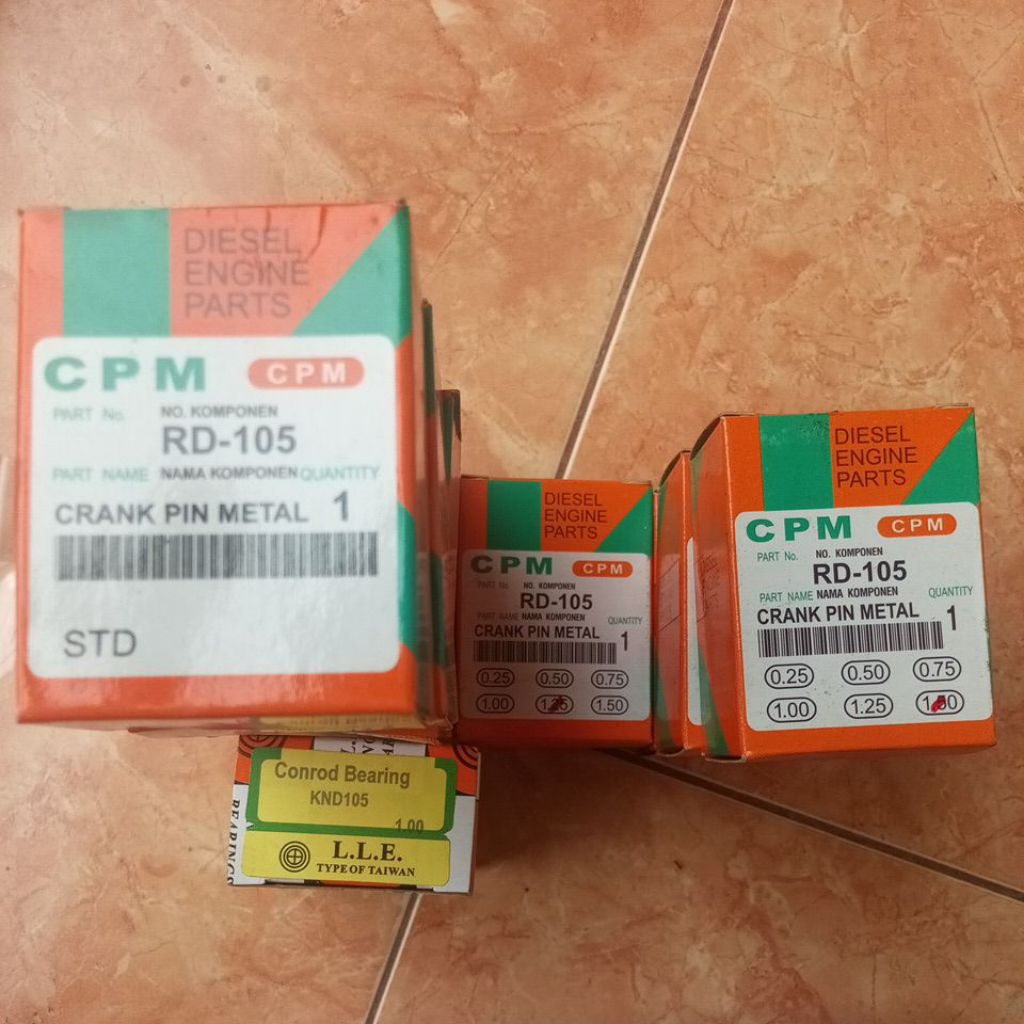 DIESEL
ENGINE
PARTS
CPM CPM
PART No. NO. KOMPONEN
RD-105
PART NAME NAMA KOMPONEN QUANTITY
CRANK PIN METAL 1
STD
DIESEL
ENGINE
PARTS
CPM CPM
PART No. NO. KOMPONEN
RD-105
PART NAME NAMA KOMPONEN QUANTITY
CRANK PIN METAL 1
0.25 0.50 0.75
1.00 1.25 1.50
DIESEL
ENGINE
PARTS
CPM CPM
PART No. NO. KOMPONEN
RD-105
PART NAME NAMA KOMPONEN QUANTITY
CRANK PIN METAL 1
0.25 0.50 0.75
1.00 1.25 1.50
Conrod Bearing
KND105
1.00
L.L.E.
TYPE OF TAIWAN
BEARINGS